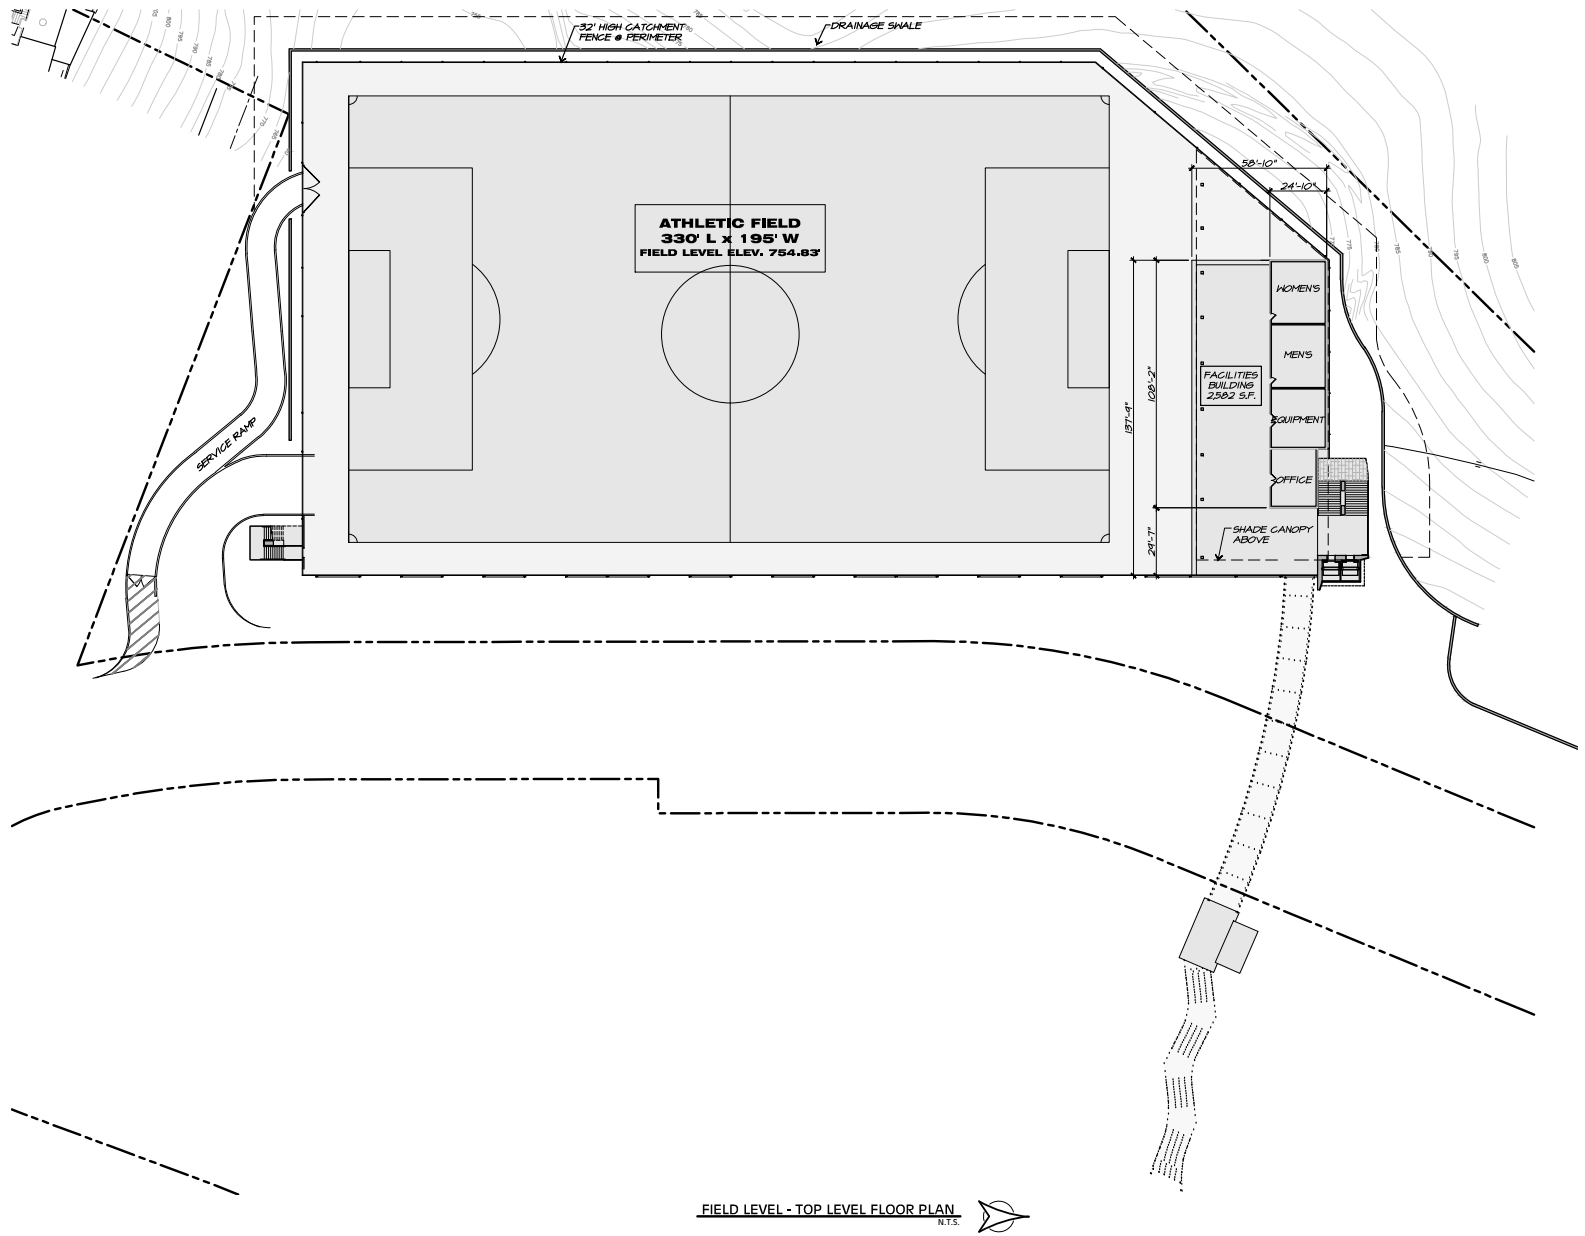 32' HIGH CATCHMENT
FENCE @ PERIMETER
DRAINAGE SWALE
58'-10"
24'-10"
ATHLETIC FIELD
330' L x 195' W
FIELD LEVEL ELEV. 754.83'
WOMEN'S
MEN'S
FACILITIES
BUILDING
2,582 S.F.
EQUIPMENT
OFFICE
108'-2"
137'-9"
29'-7"
SHADE CANOPY
ABOVE
SERVICE RAMP
FIELD LEVEL - TOP LEVEL FLOOR PLAN
N.T.S.